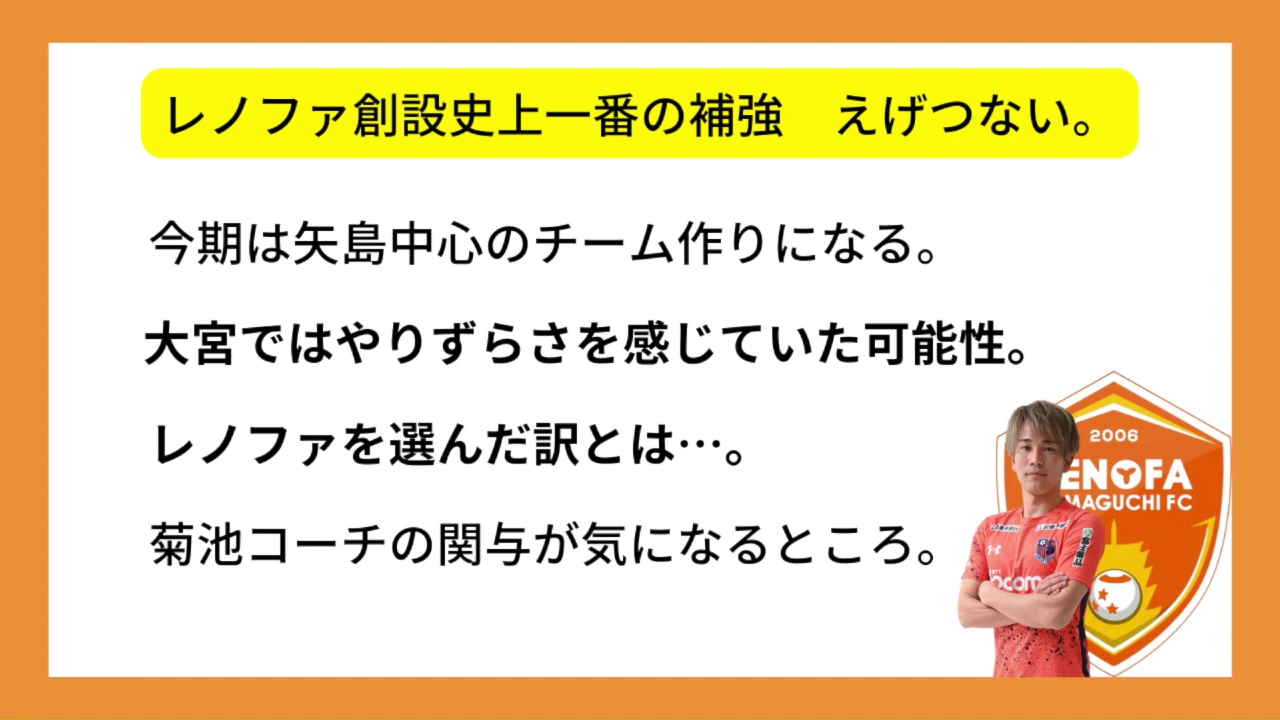 レノファ創設史上一番の補強　えげつない。
今期は矢島中心のチーム作りになる。
大宮ではやりずらさを感じていた可能性。
レノファを選んだ訳とは…。
菊池コーチの関与が気になるところ。
2006
ENOFA
MAGUCHI FC
ocom